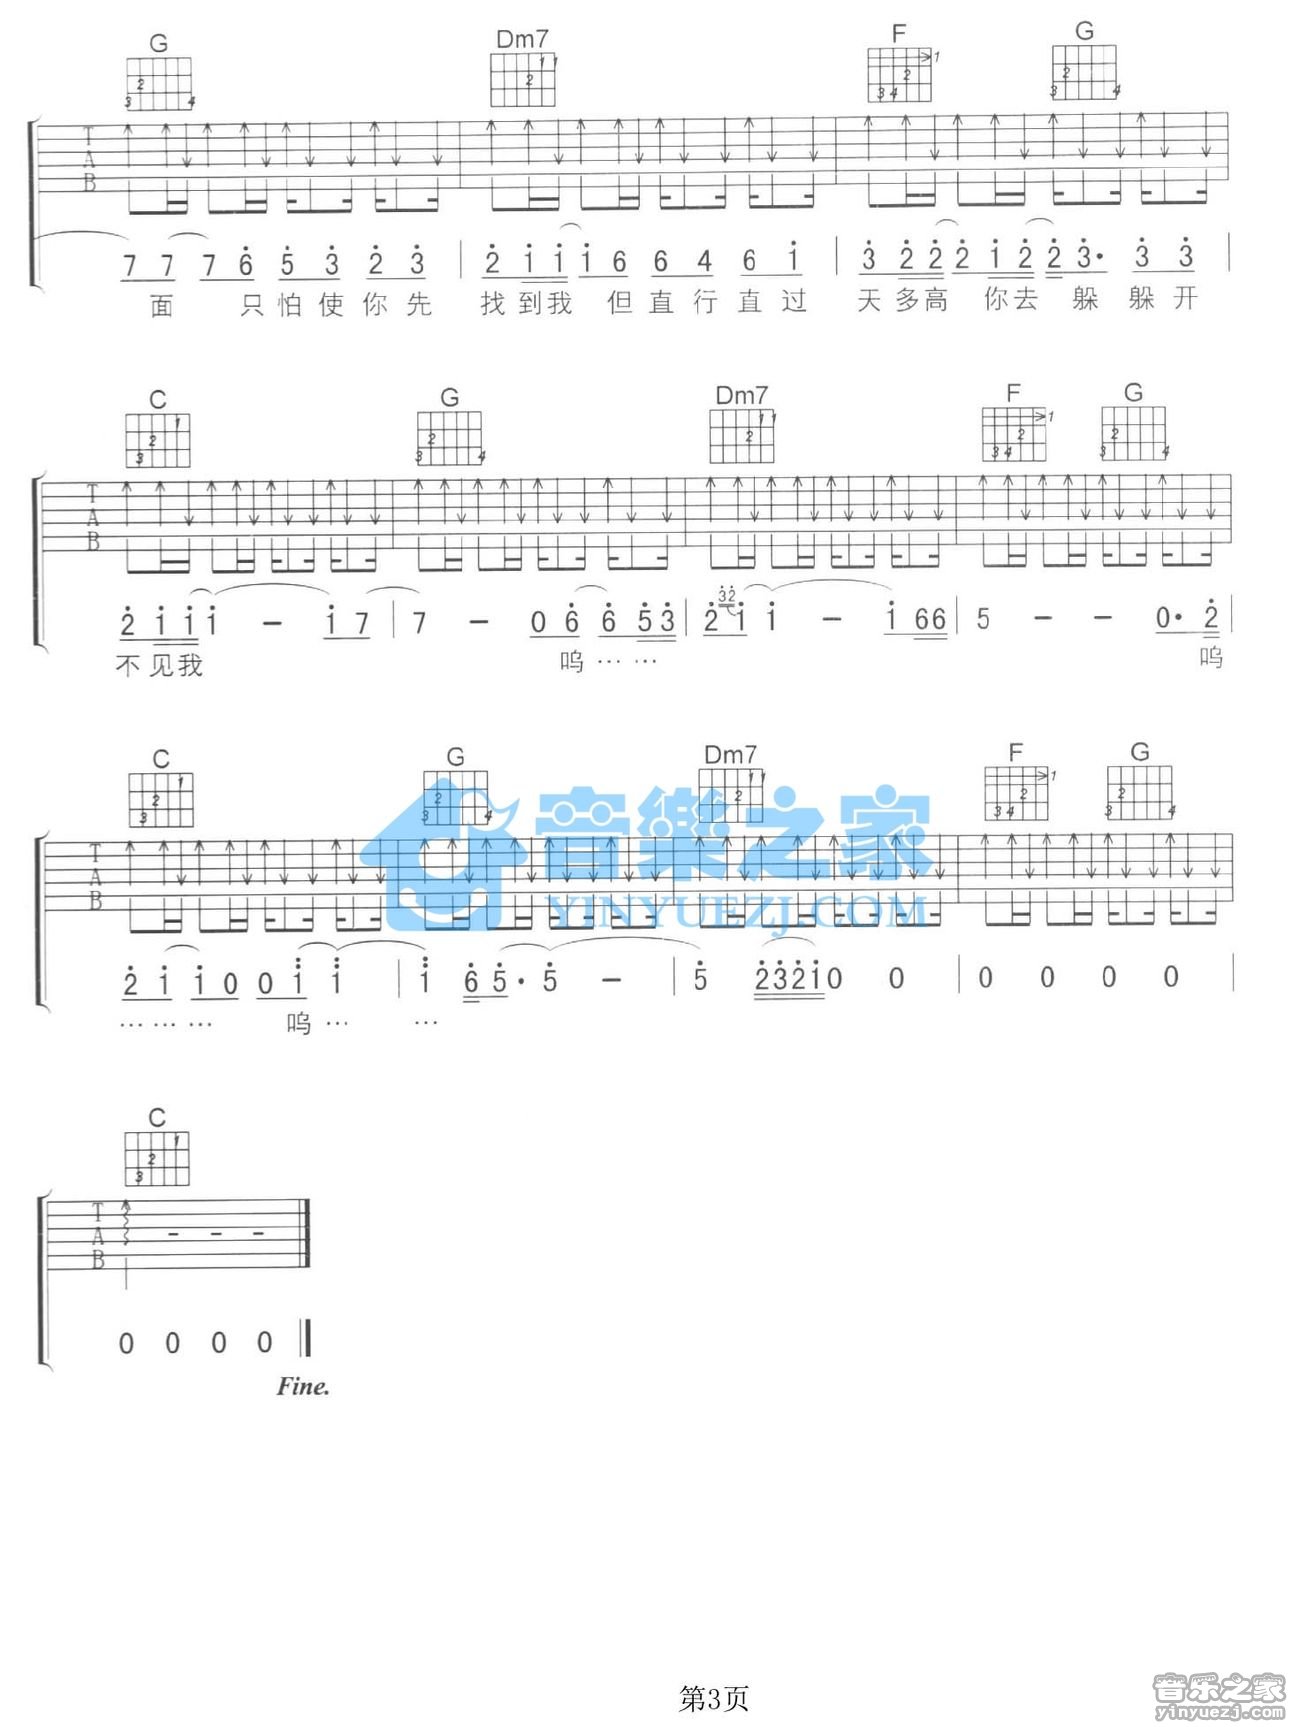 G Dm7 F G
T
A
B
7 7 7 6 5 3 2 3 | 2 1 1 1 6 6 4 6 1 | 3 2 2 2 1 2 2 3· 3 3
面 只怕使你先 找到我 但直行直过 天多高 你去 躲 躲开
C G Dm7 F G
T
A
B
2 1 1 1 - 1 7 | 7 - 0 6 6 5 3 | 32 2 1 1 - 1 6 6 | 5 - - 0· 2 |
不见我 呜…… 呜
C G Dm7 F G
T
A
B
音樂之家
YINYUEZJ.COM
2 1 1 0 0 1 1 | 1 6 5· 5 - | 5 2 3 2 1 0 0 | 0 0 0 0 |
……… 呜… …
C
T
A
B
- - -
0 0 0 0
Fine.
第3页
音乐之家
yinyuezj.com